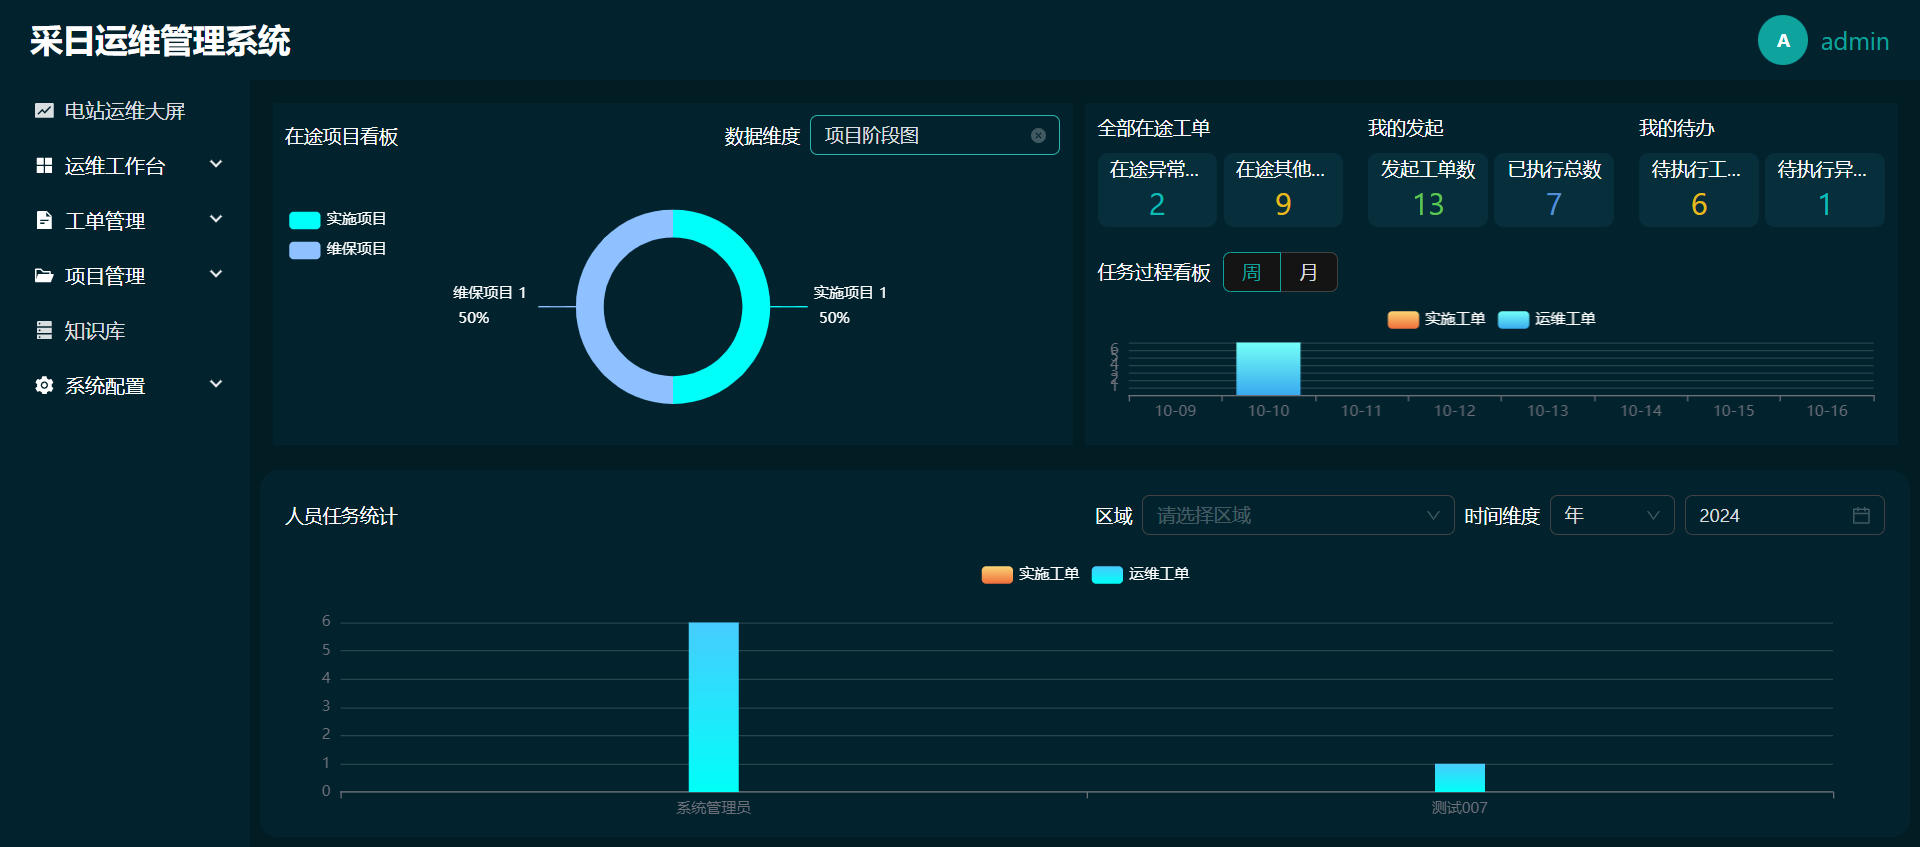 采日运维管理系统
A admin
电站运维大屏
运维工作台
工单管理
项目管理
知识库
系统配置
在途项目看板
数据维度 项目阶段图
实施项目
维保项目
维保项目 1
50%
实施项目 1
50%
全部在途工单
在途异常...
2
在途其他...
9
我的发起
发起工单数
13
已执行总数
7
我的待办
待执行工...
6
待执行异...
1
任务过程看板 周 月
实施工单 运维工单
6
5
4
3
2
1
10-09 10-10 10-11 10-12 10-13 10-14 10-15 10-16
人员任务统计
区域 请选择区域 时间维度 年 2024
实施工单 运维工单
6
5
4
3
2
1
0
系统管理员 测试007